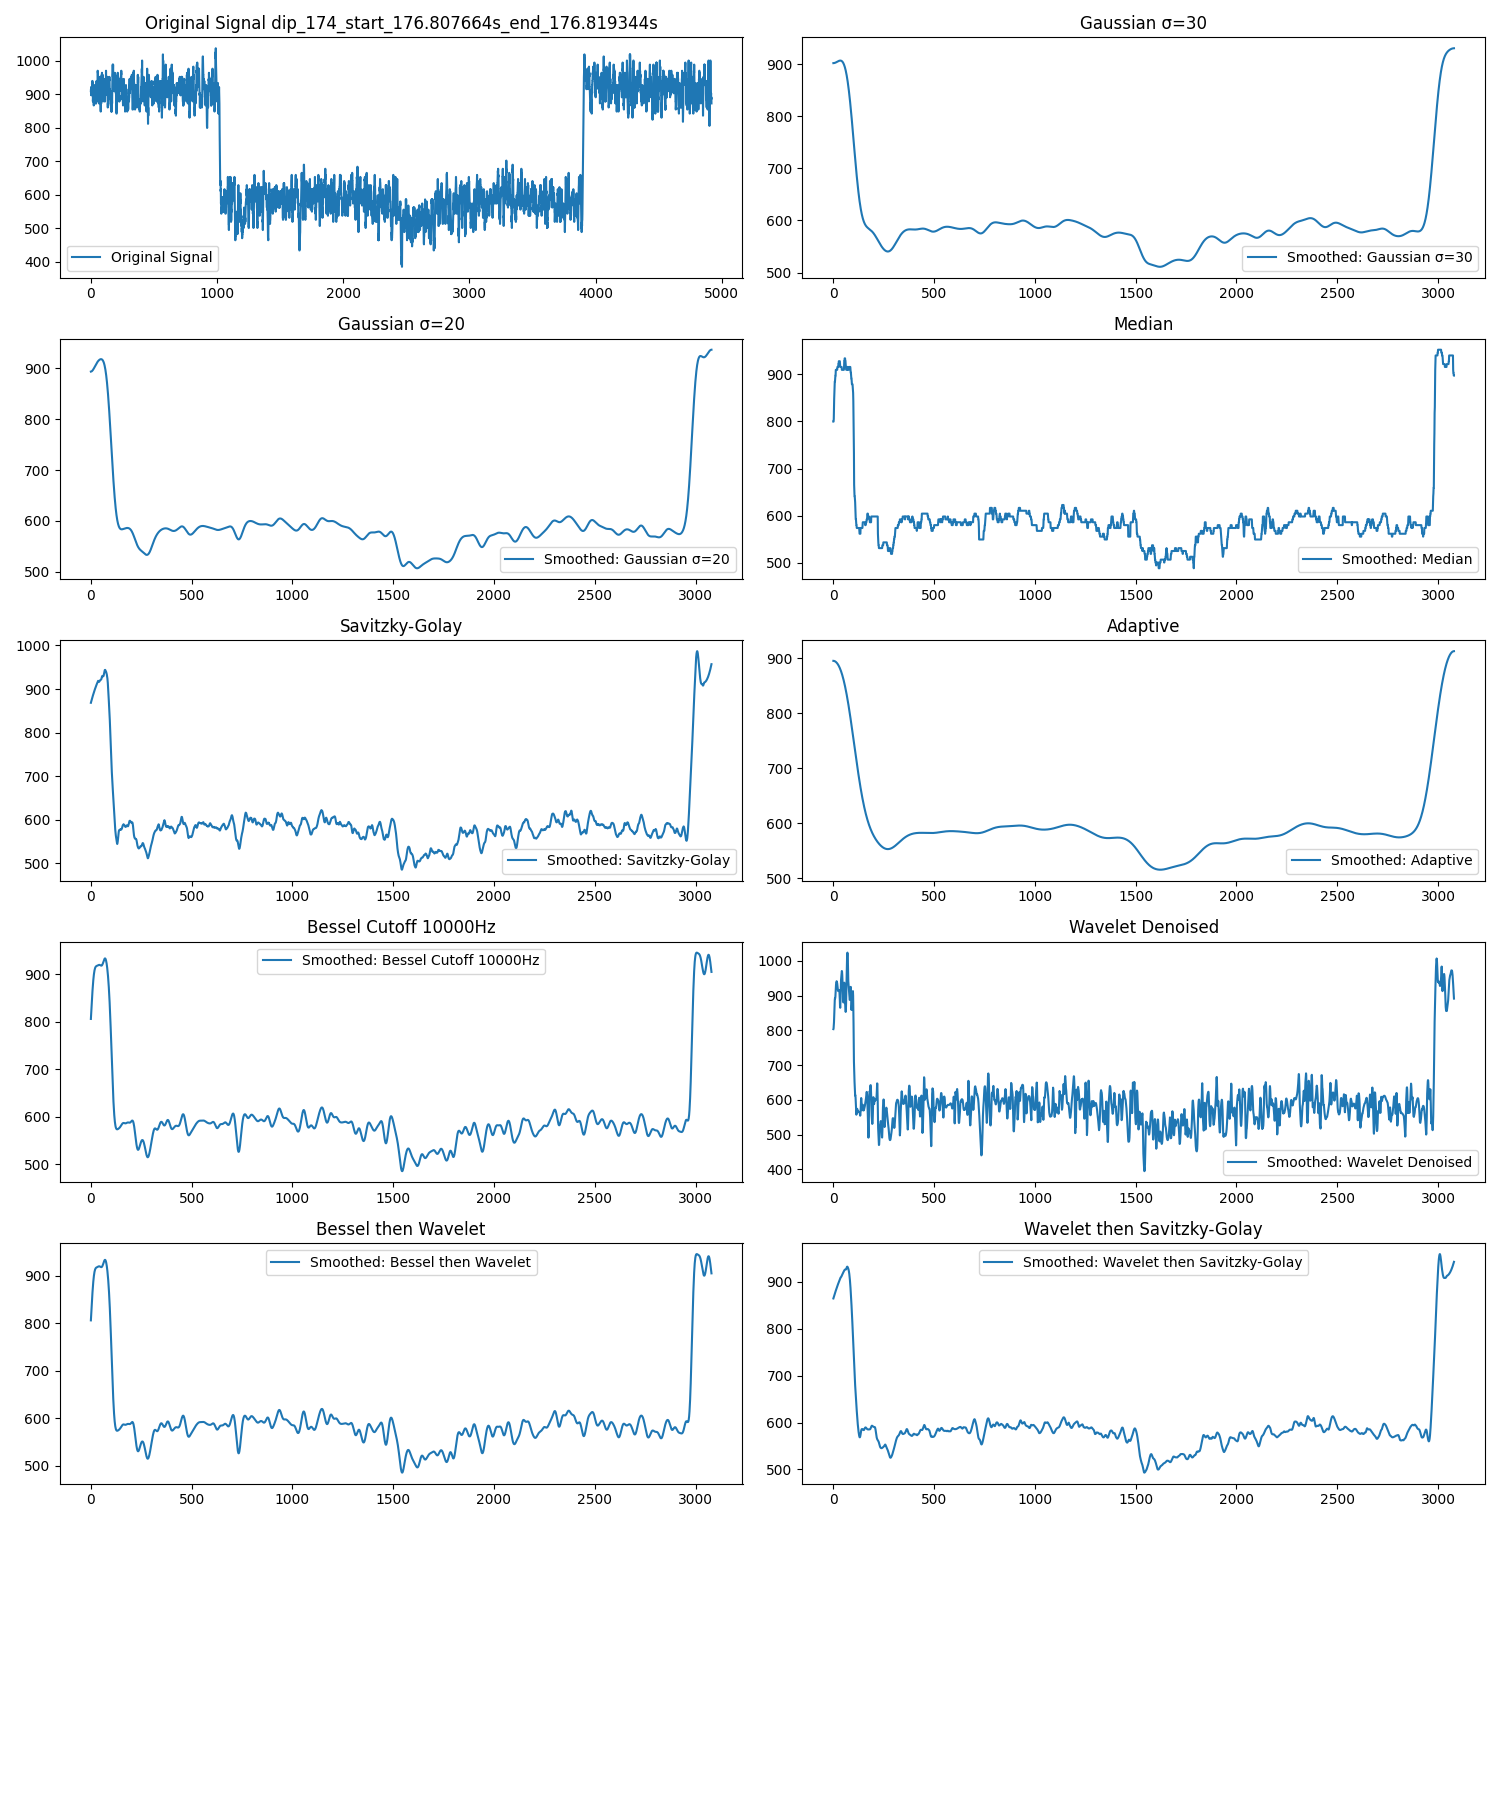 Original Signal dip_174_start_176.807664s_end_176.819344s
1000
900
800
700
600
500
400
Original Signal
0 1000 2000 3000 4000 5000
Gaussian σ=30
900
800
700
600
500
Smoothed: Gaussian σ=30
0 500 1000 1500 2000 2500 3000
Gaussian σ=20
900
800
700
600
500
Smoothed: Gaussian σ=20
0 500 1000 1500 2000 2500 3000
Median
900
800
700
600
500
Smoothed: Median
0 500 1000 1500 2000 2500 3000
Savitzky-Golay
1000
900
800
700
600
500
Smoothed: Savitzky-Golay
0 500 1000 1500 2000 2500 3000
Adaptive
900
800
700
600
500
Smoothed: Adaptive
0 500 1000 1500 2000 2500 3000
Bessel Cutoff 10000Hz
Smoothed: Bessel Cutoff 10000Hz
900
800
700
600
500
0 500 1000 1500 2000 2500 3000
Wavelet Denoised
1000
900
800
700
600
500
400
Smoothed: Wavelet Denoised
0 500 1000 1500 2000 2500 3000
Bessel then Wavelet
Smoothed: Bessel then Wavelet
900
800
700
600
500
0 500 1000 1500 2000 2500 3000
Wavelet then Savitzky-Golay
Smoothed: Wavelet then Savitzky-Golay
900
800
700
600
500
0 500 1000 1500 2000 2500 3000